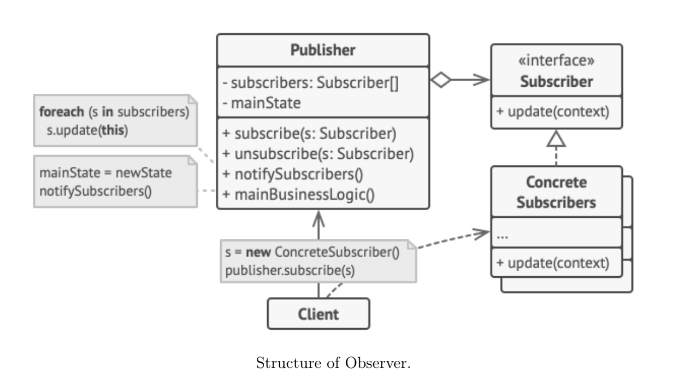 Publisher
- subscribers: Subscriber[]
- mainState
+ subscribe(s: Subscriber)
+ unsubscribe(s: Subscriber)
+ notifySubscribers()
+ mainBusinessLogic()
«interface»
Subscriber
+ update(context)
foreach (s in subscribers)
s.update(this)
mainState = newState
notifySubscribers()
Concrete
Subscribers
...
+ update(context)
s = new ConcreteSubscriber()
publisher.subscribe(s)
Client
Structure of Observer.